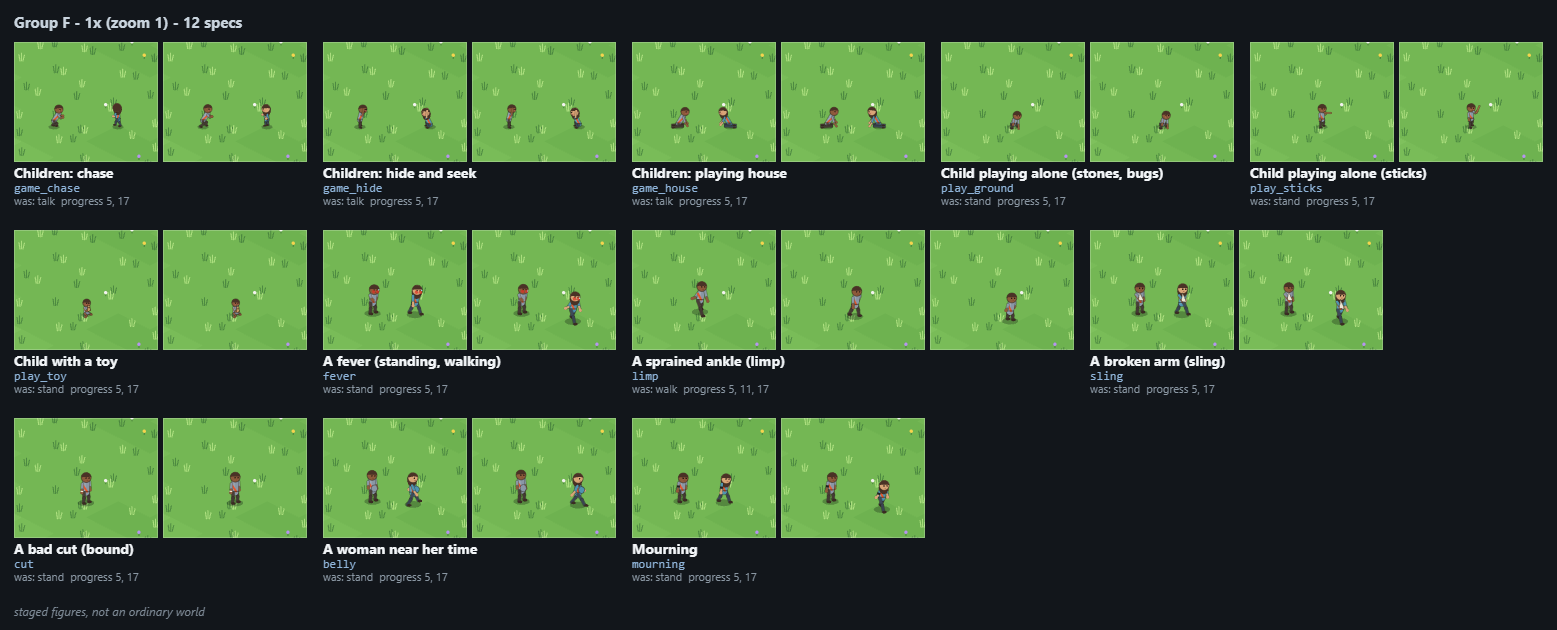 Group F - 1x (zoom 1) - 12 specs
Children: chase
game_chase
was: talk progress 5, 17
Children: hide and seek
game_hide
was: talk progress 5, 17
Children: playing house
game_house
was: talk progress 5, 17
Child playing alone (stones, bugs)
play_ground
was: stand progress 5, 17
Child playing alone (sticks)
play_sticks
was: stand progress 5, 17
Child with a toy
play_toy
was: stand progress 5, 17
A fever (standing, walking)
fever
was: stand progress 5, 17
A sprained ankle (limp)
limp
was: walk progress 5, 11, 17
A broken arm (sling)
sling
was: stand progress 5, 17
A bad cut (bound)
cut
was: stand progress 5, 17
A woman near her time
belly
was: stand progress 5, 17
Mourning
mourning
was: stand progress 5, 17
staged figures, not an ordinary world